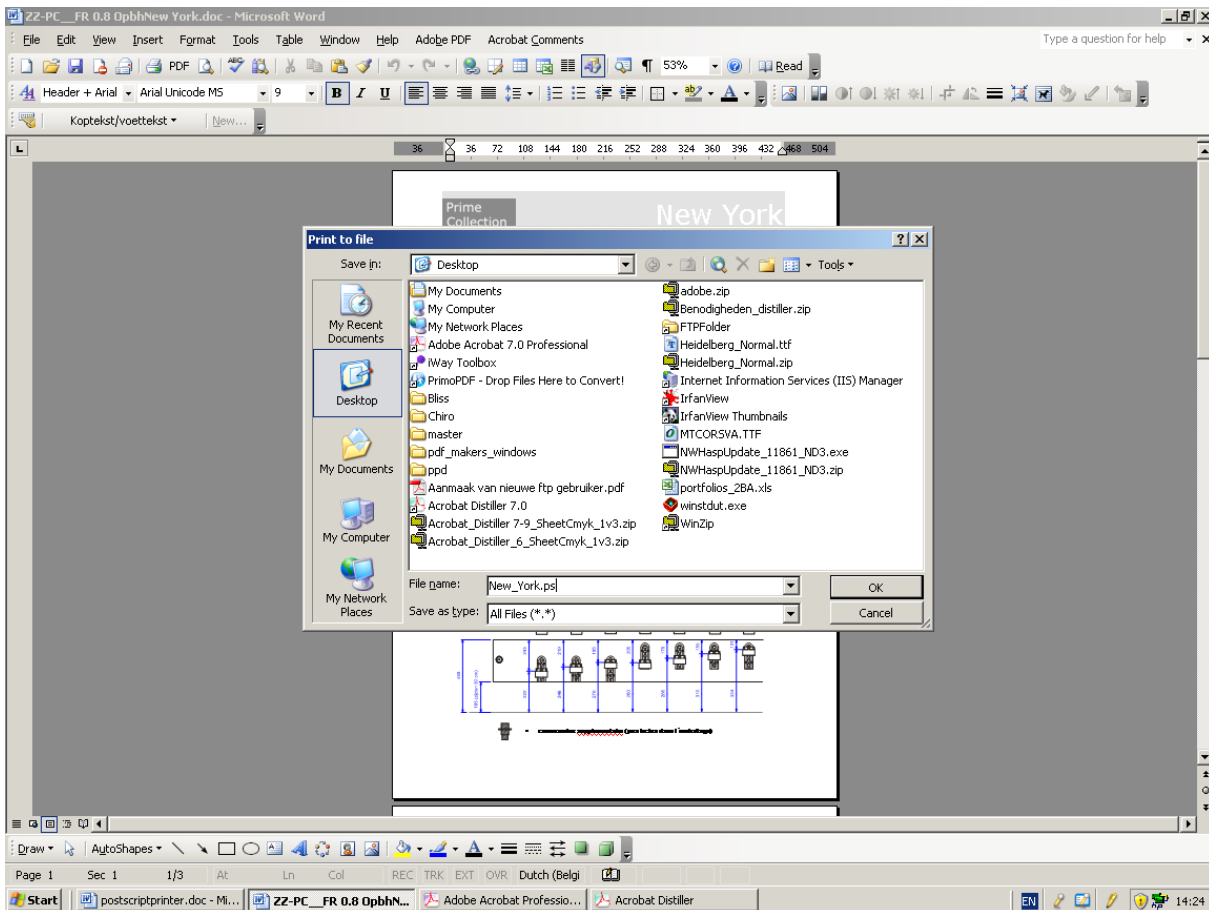 ZZ-PC__FR 0.8 OpbhNew York.doc - Microsoft Word
File Edit View Insert Format Tools Table Window Help Adobe PDF Acrobat Comments Type a question for help
PDF 53% Read
Header + Arial Arial Unicode MS 9 B I U
Koptekst/voettekst New...
36 36 72 108 144 180 216 252 288 324 360 396 432 468 504
Prime
Collection
New York
Print to file
Save in: Desktop Tools
My Recent
Documents
Desktop
My Documents
My Computer
My Network
Places
My Documents
My Computer
My Network Places
Adobe Acrobat 7.0 Professional
iWay Toolbox
PrimoPDF - Drop Files Here to Convert!
Bliss
Chiro
master
pdf_makers_windows
ppd
Aanmaak van nieuwe ftp gebruiker.pdf
Acrobat Distiller 7.0
Acrobat_Distiller 7-9_SheetCmyk_1v3.zip
Acrobat_Distiller_6_SheetCmyk_1v3.zip
adobe.zip
Benodigheden_distiller.zip
FTPFolder
Heidelberg_Normal.ttf
Heidelberg_Normal.zip
Internet Information Services (IIS) Manager
IrfanView
IrfanView Thumbnails
MTCORSVA.TTF
NWHaspUpdate_11861_ND3.exe
NWHaspUpdate_11861_ND3.zip
portfolios_2BA.xls
winstdut.exe
WinZip
File name: New_York.ps OK
Save as type: All Files (*.*) Cancel
Draw AutoShapes
Page 1 Sec 1 1/3 At Ln Col REC TRK EXT OVR Dutch (Belgi
Start postscriptprinter.doc - Mi... ZZ-PC__FR 0.8 OpbhN... Adobe Acrobat Professio... Acrobat Distiller EN 14:24